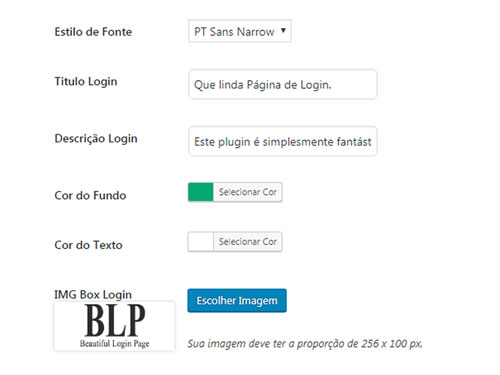 Estilo de Fonte
PT Sans Narrow
Titulo Login
Que linda Página de Login.
Descrição Login
Este plugin é simplesmente fantást
Cor do Fundo
Selecionar Cor
Cor do Texto
Selecionar Cor
IMG Box Login
Escolher Imagem
BLP
Beautiful Login Page
Sua imagem deve ter a proporção de 256 x 100 px.